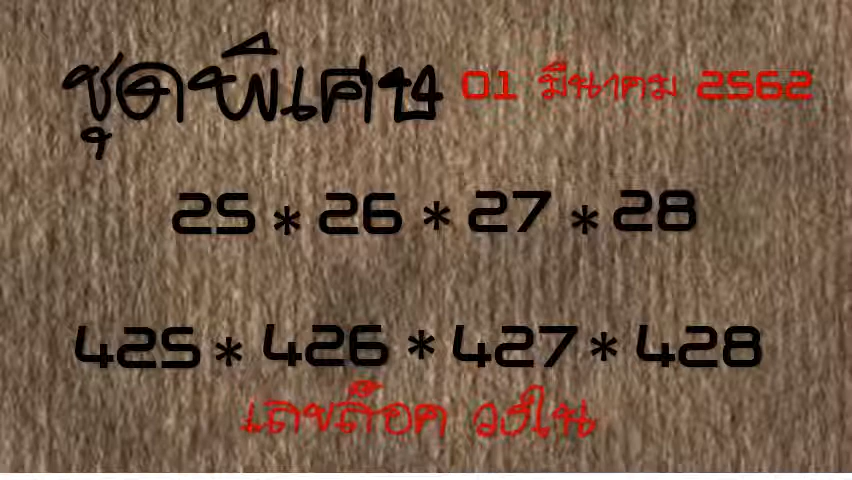 ชุดพิเศษ 01 มีนาคม 2562
25 * 26 * 27 * 28
425 * 426 * 427 * 428
เลขล็อค วงใน